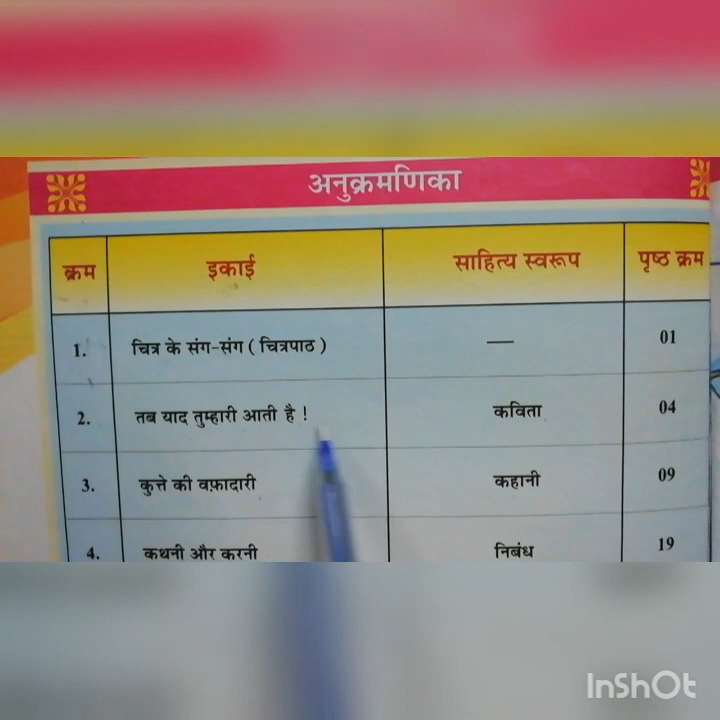 अनुक्रमणिका
क्रम इकाई साहित्य स्वरूप पृष्ठ क्रम
1. चित्र के संग-संग ( चित्रपाठ ) — 01
2. तब याद तुम्हारी आती है ! कविता 04
3. कुत्ते की वफ़ादारी कहानी 09
4. कथनी और करनी निबंध 19
InShOt